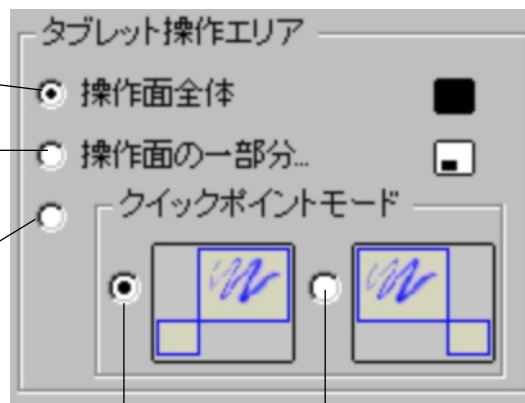 タブレット操作エリア
操作面全体
操作面の一部分...
クイックポイントモード